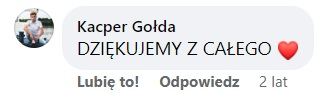 Kacper Gołda
DZIĘKUJEMY Z CAŁEGO ❤️
Lubię to! Odpowiedz 2 lat